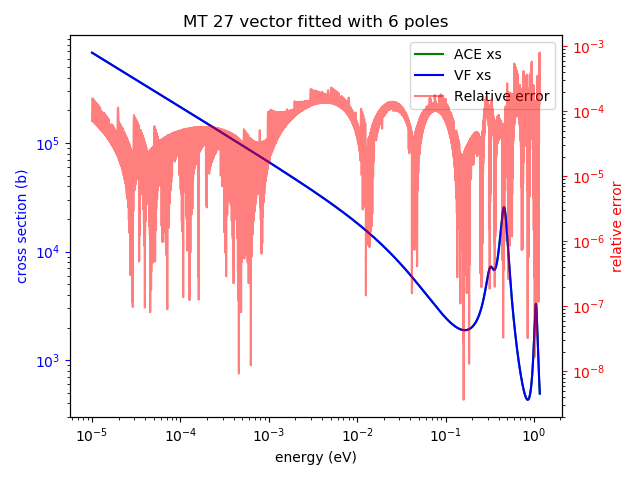 MT 27 vector fitted with 6 poles
ACE xs
VF xs
Relative error
cross section (b)
10^5
10^4
10^3
10^-3
10^-4
10^-5
10^-6
10^-7
10^-8
relative error
10^-5 10^-4 10^-3 10^-2 10^-1 10^0
energy (eV)